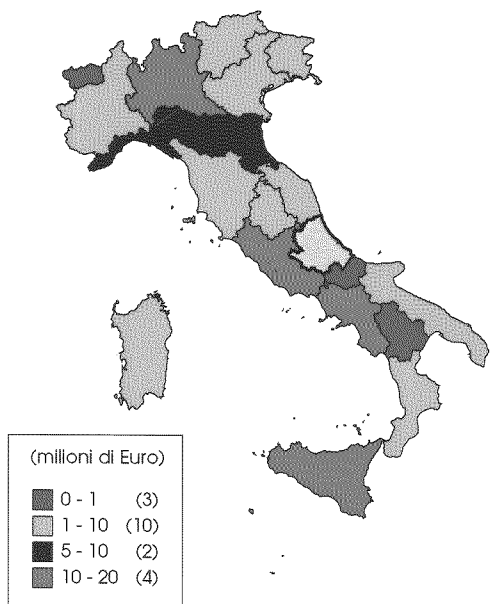 (milioni di Euro)
0 - 1 (3)
1 - 10 (10)
5 - 10 (2)
10 - 20 (4)